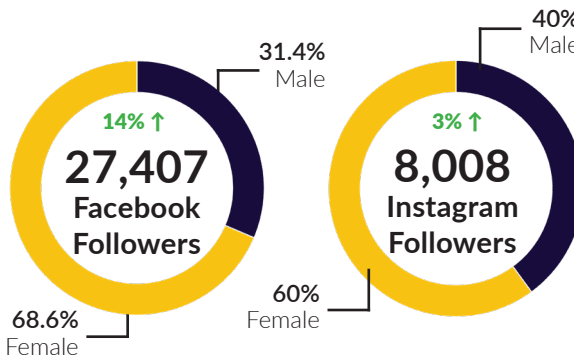 31.4%
Male
14% ↑
27,407
Facebook
Followers
68.6%
Female
40%
Male
3% ↑
8,008
Instagram
Followers
60%
Female